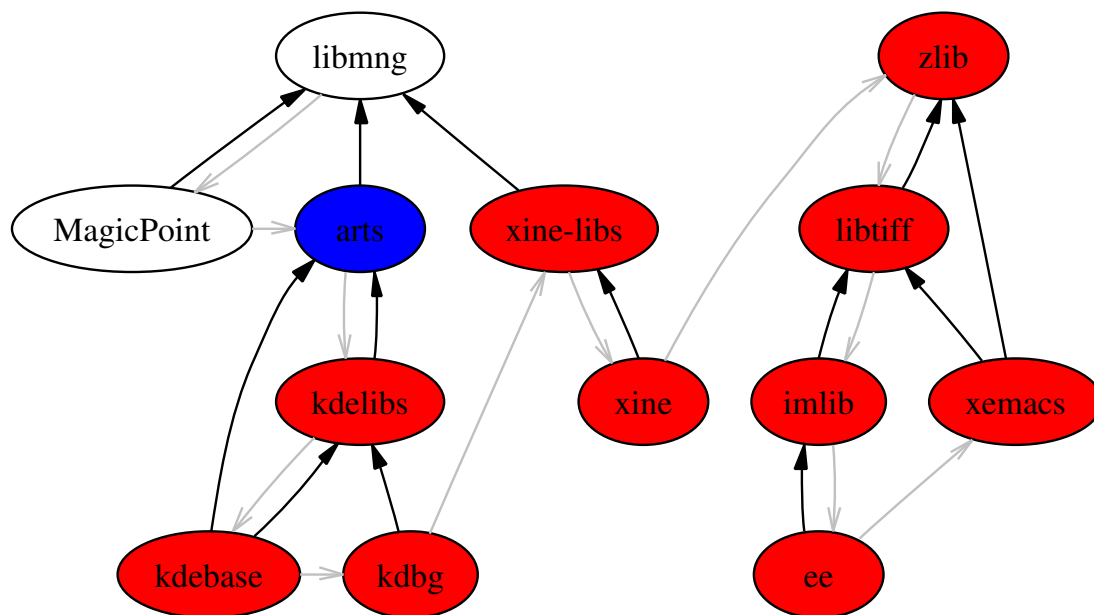 libmng
zlib
MagicPoint
arts
xine-libs
libtiff
kdelibs
xine
imlib
xemacs
kdebase
kdbg
ee